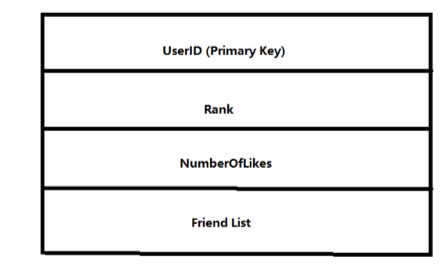 UserID (Primary Key)
Rank
NumberOfLikes
Friend List